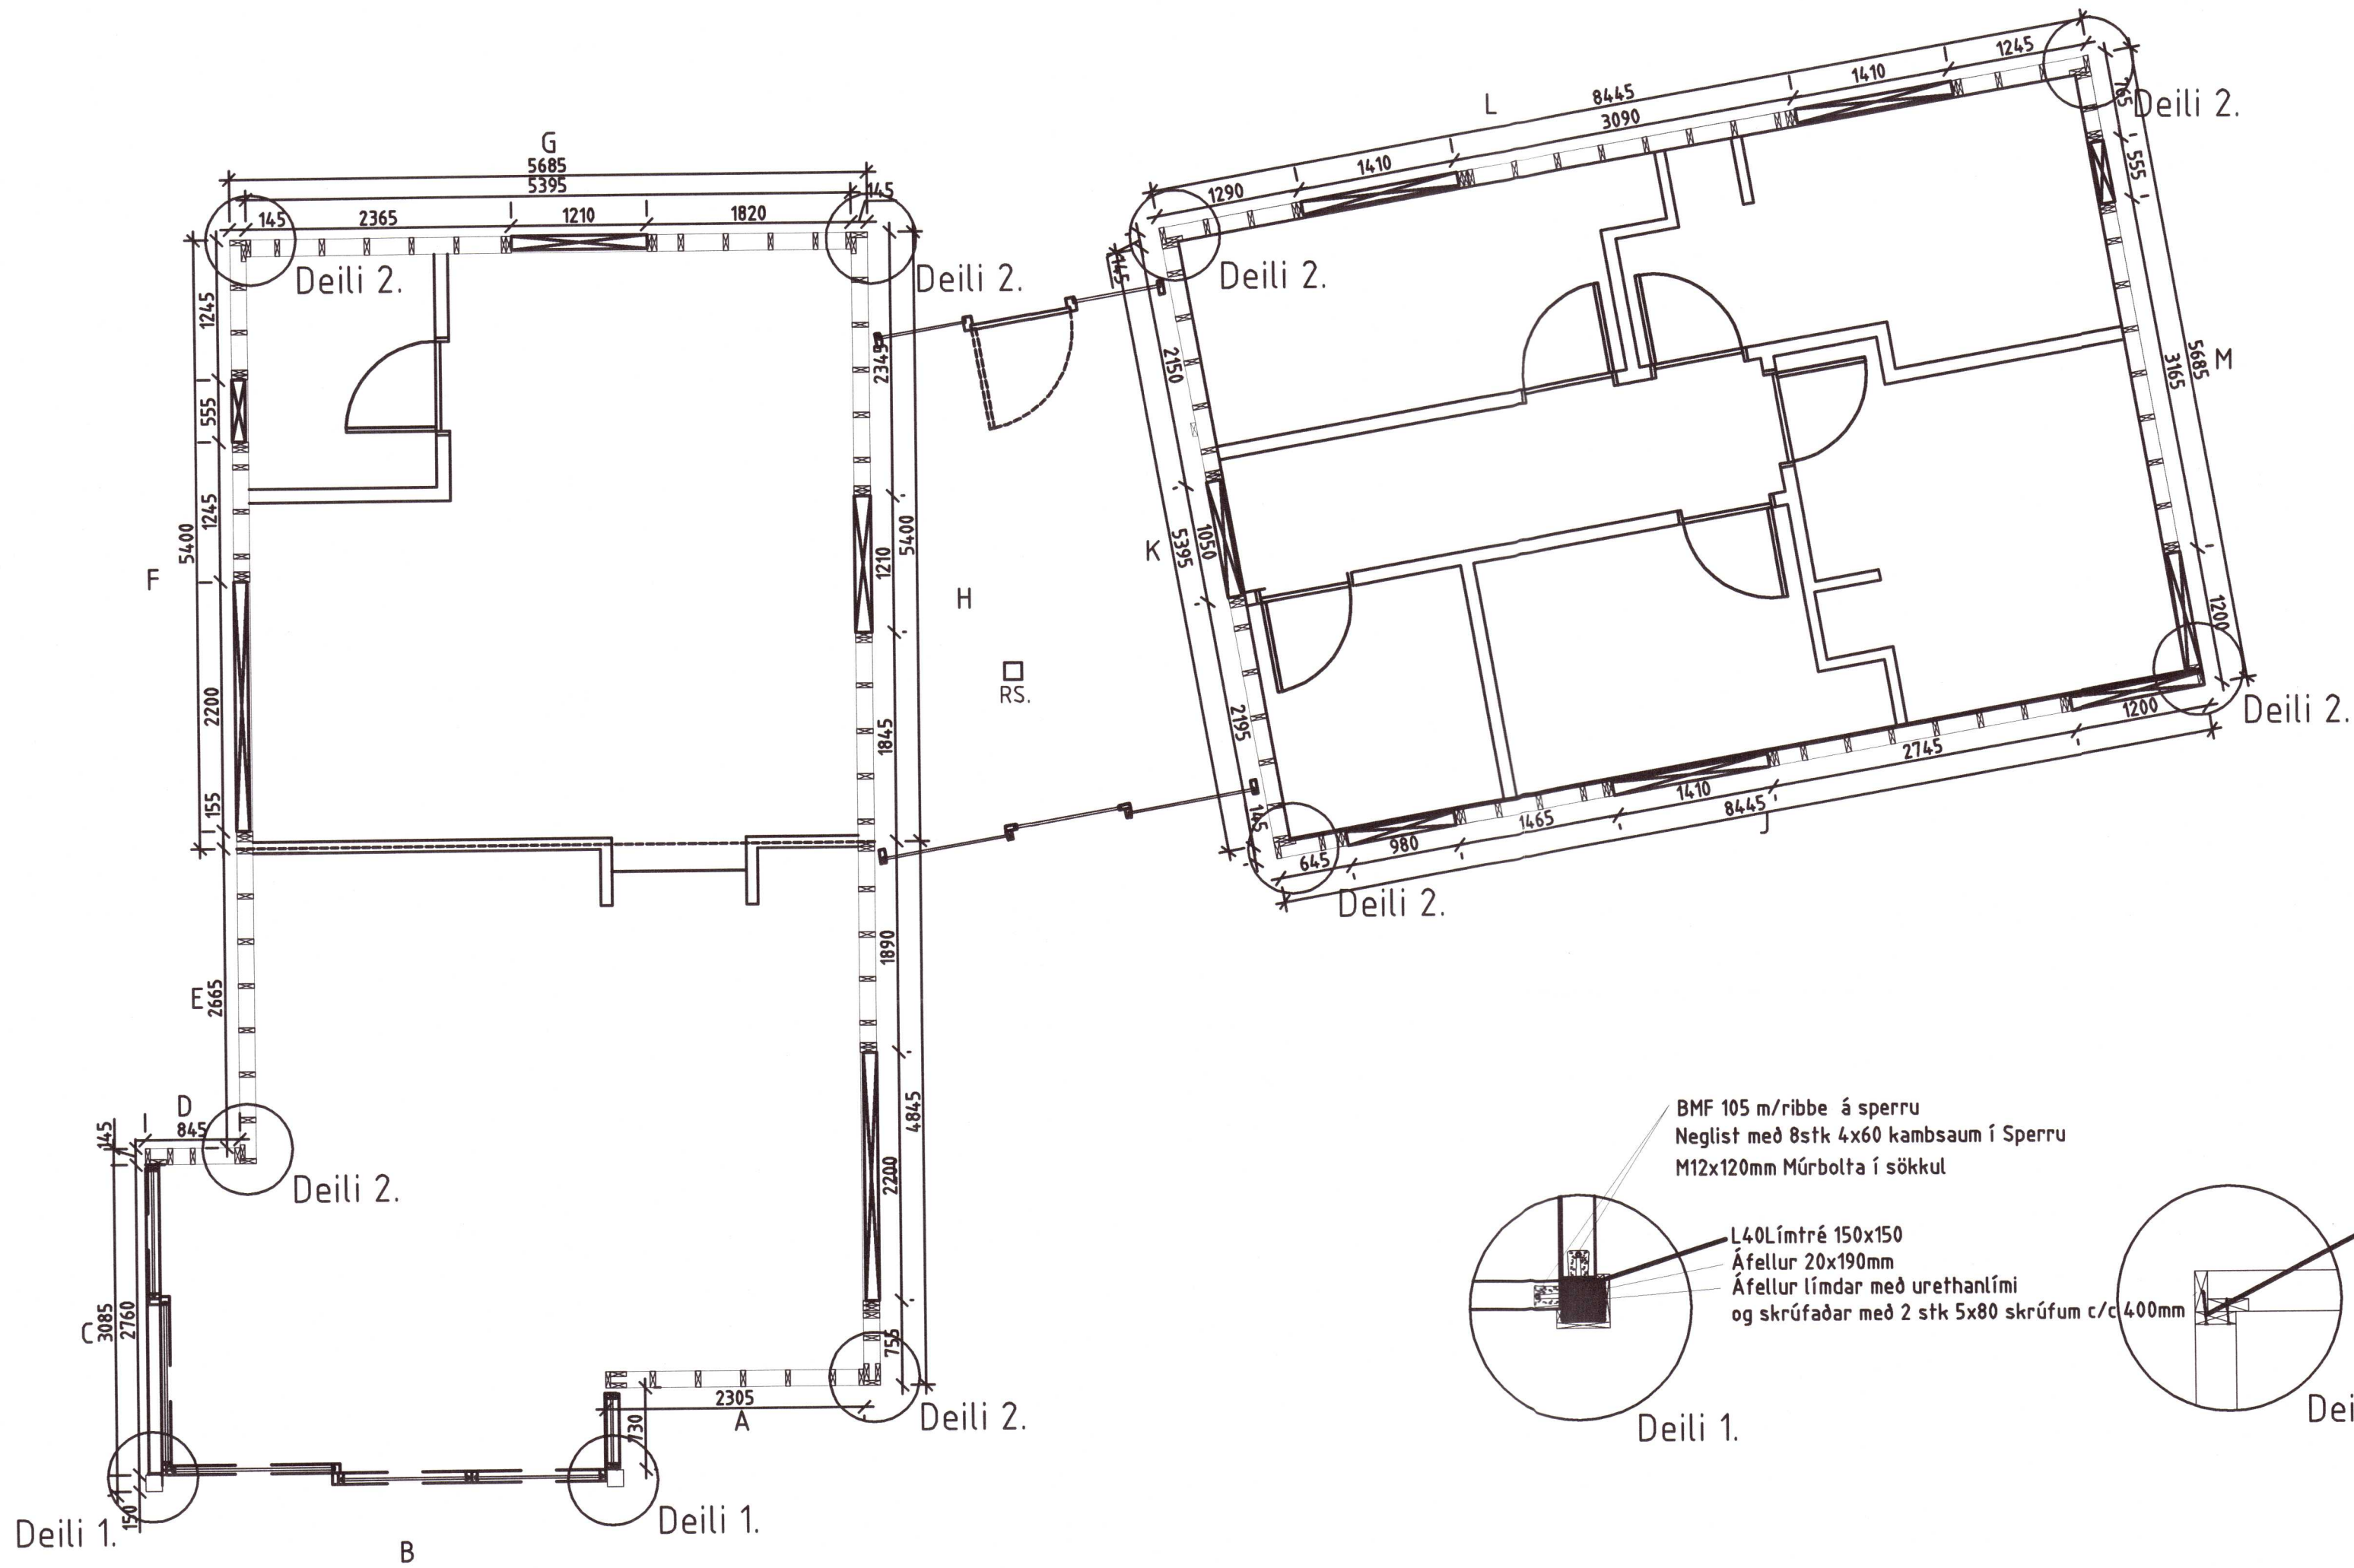 G
5685
5395
145
145
2365
1210
1820
Deili 2.
Deili 2.
1245
555
1245
5400
F
2200
155
2345
5400
1210
H
1845
RS.
1890
4845
2200
755
E
2665
D
845
145
Deili 2.
C
3085
2760
150
2305
A
730
Deili 2.
Deili 1.
Deili 1.
B
L
8445
3090
1245
1410
1410
1290
Deili 2.
Deili 2.
765
555
5685
3165
M
1200
145
2150
K
1050
5395
2195
145
1200
2745
1410
8445
J
1465
980
645
Deili 2.
Deili 2.
BMF 105 m/ribbe á sperru
Neglist með 8stk 4x60 kambsaum í Sperru
M12x120mm Múrbolta í sökkul
L40Límtré 150x150
Áfellur 20x190mm
Áfellur límdar með urethanlími
og skrúfaðar með 2 stk 5x80 skrúfum c/c 400mm
Deili 1.
Dei